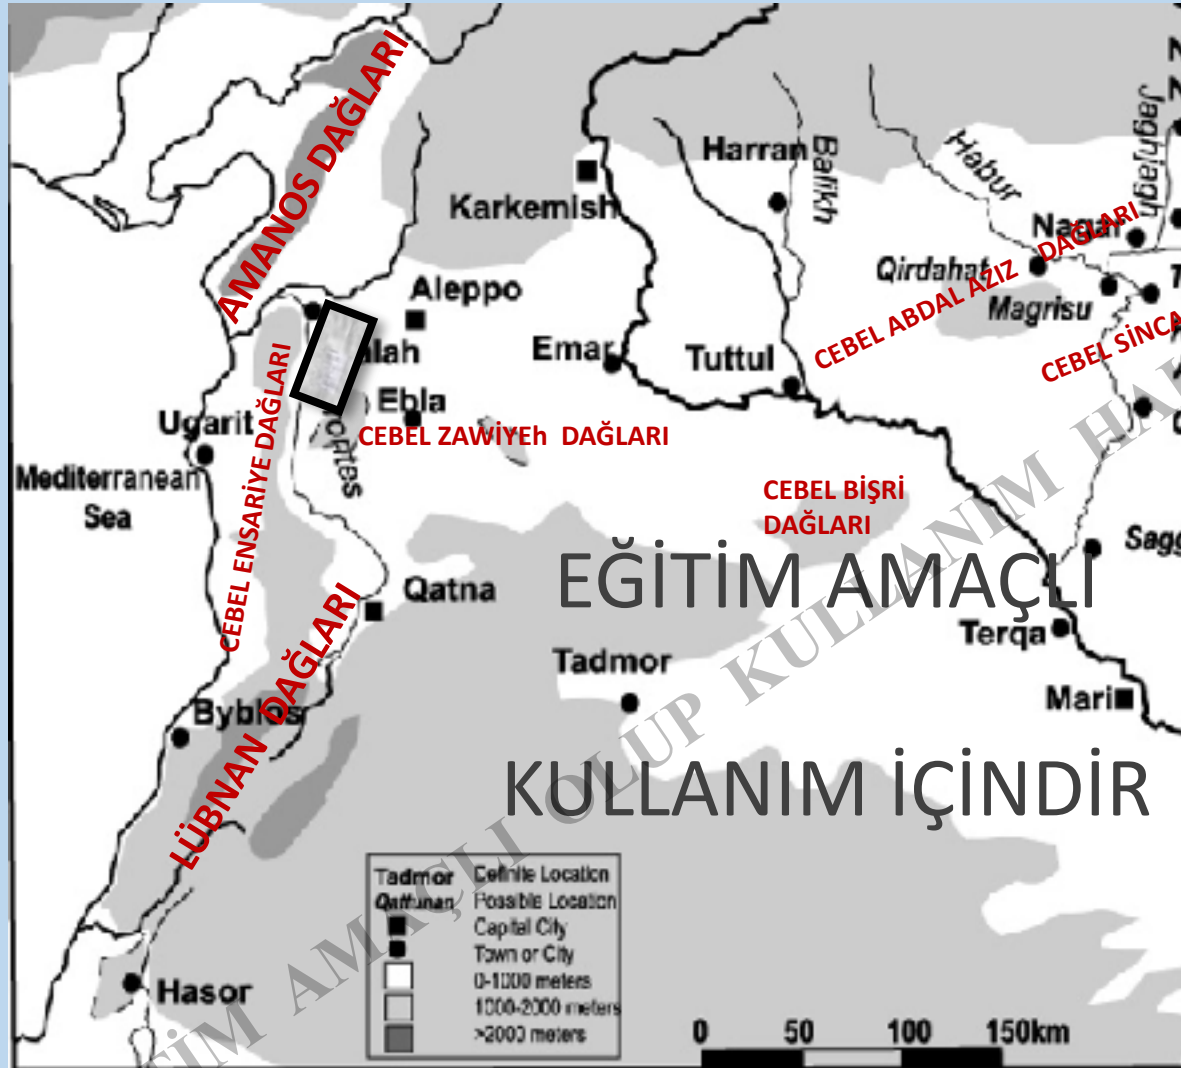 AMANOS DAĞLARI
Harran
Balikh
Habur
Jaghjagh
Karkemish
Nagar
Qirdahat
Magrisu
CEBEL ABDAL AZIZ DAĞLARI
CEBEL SİNCA
Aleppo
Emar
Tuttul
Ebla
Ugarit
CEBEL ZAWİYEh DAĞLARI
CEBEL ENSARİYE DAĞLARI
Mediterranean
Sea
CEBEL BİŞRİ
DAĞLARI
EĞİTİM AMAÇLI
Qatna
Terqa
Tadmor
Mari
Byblos
LÜBNAN DAĞLARI
KULLANIM İÇİNDİR
AMAÇLI OLUP KULLANIM
Tadmor Definite Location
Qattunan Possible Location
Capital City
Town or City
0-1000 meters
1000-2000 meters
>2000 meters
Hasor
0 50 100 150km